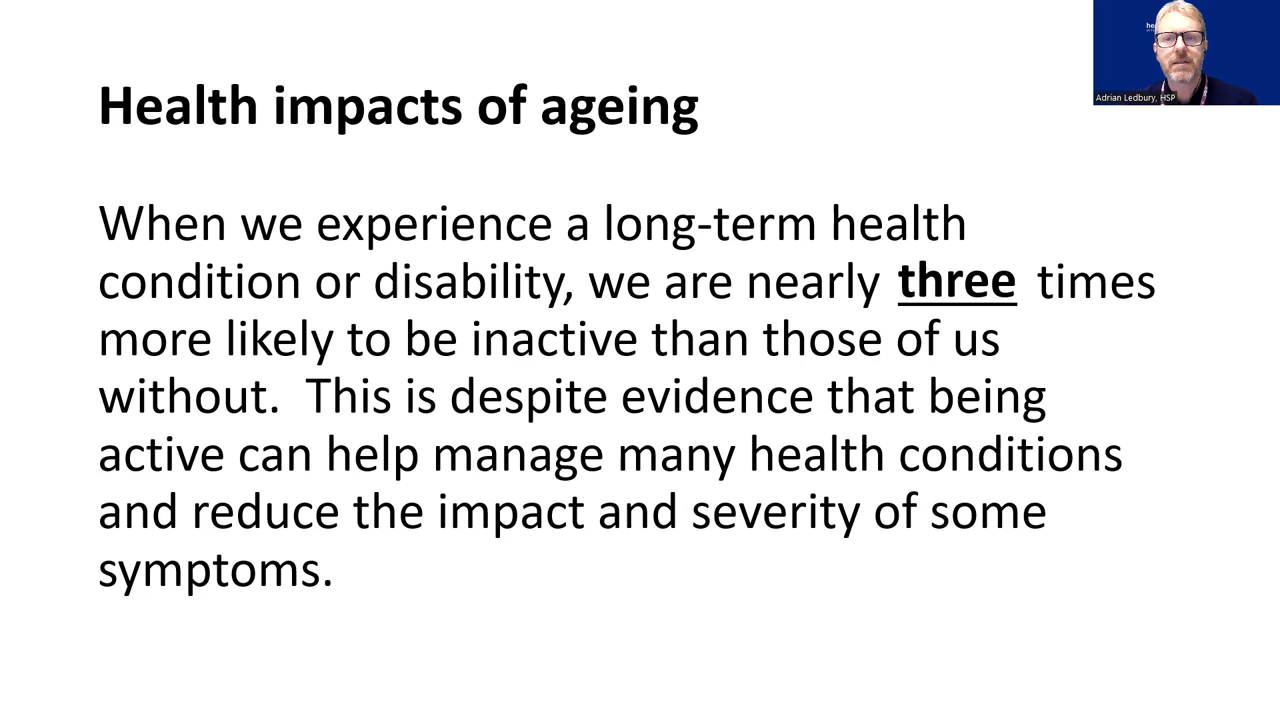 Health impacts of ageing
When we experience a long-term health
condition or disability, we are nearly three times
more likely to be inactive than those of us
without.  This is despite evidence that being
active can help manage many health conditions
and reduce the impact and severity of some
symptoms.
Adrian Ledbury, HSP